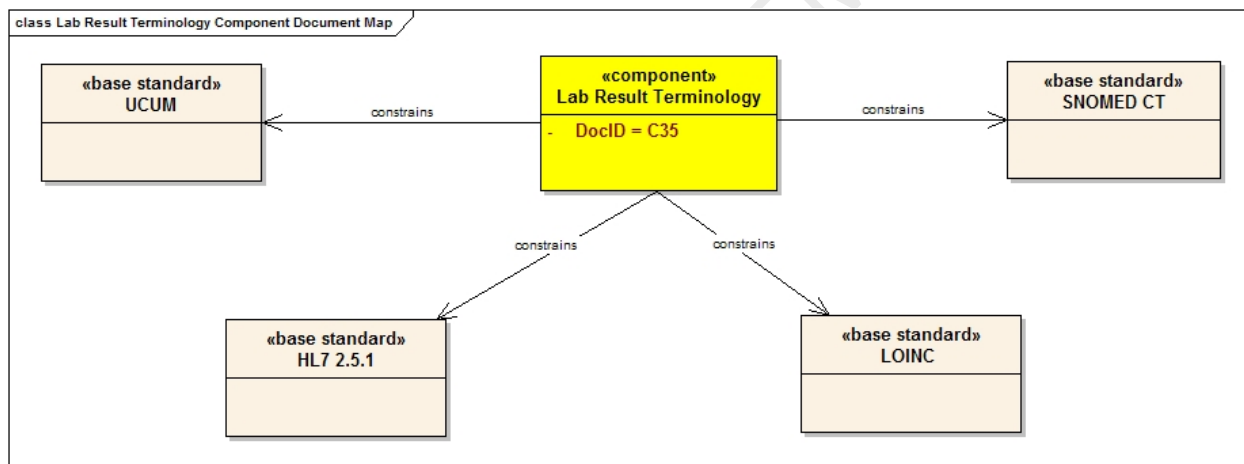 class Lab Result Terminology Component Document Map
«base standard»
UCUM
constrains
«component»
Lab Result Terminology
- DocID = C35
constrains
«base standard»
SNOMED CT
constrains
constrains
«base standard»
HL7 2.5.1
«base standard»
LOINC